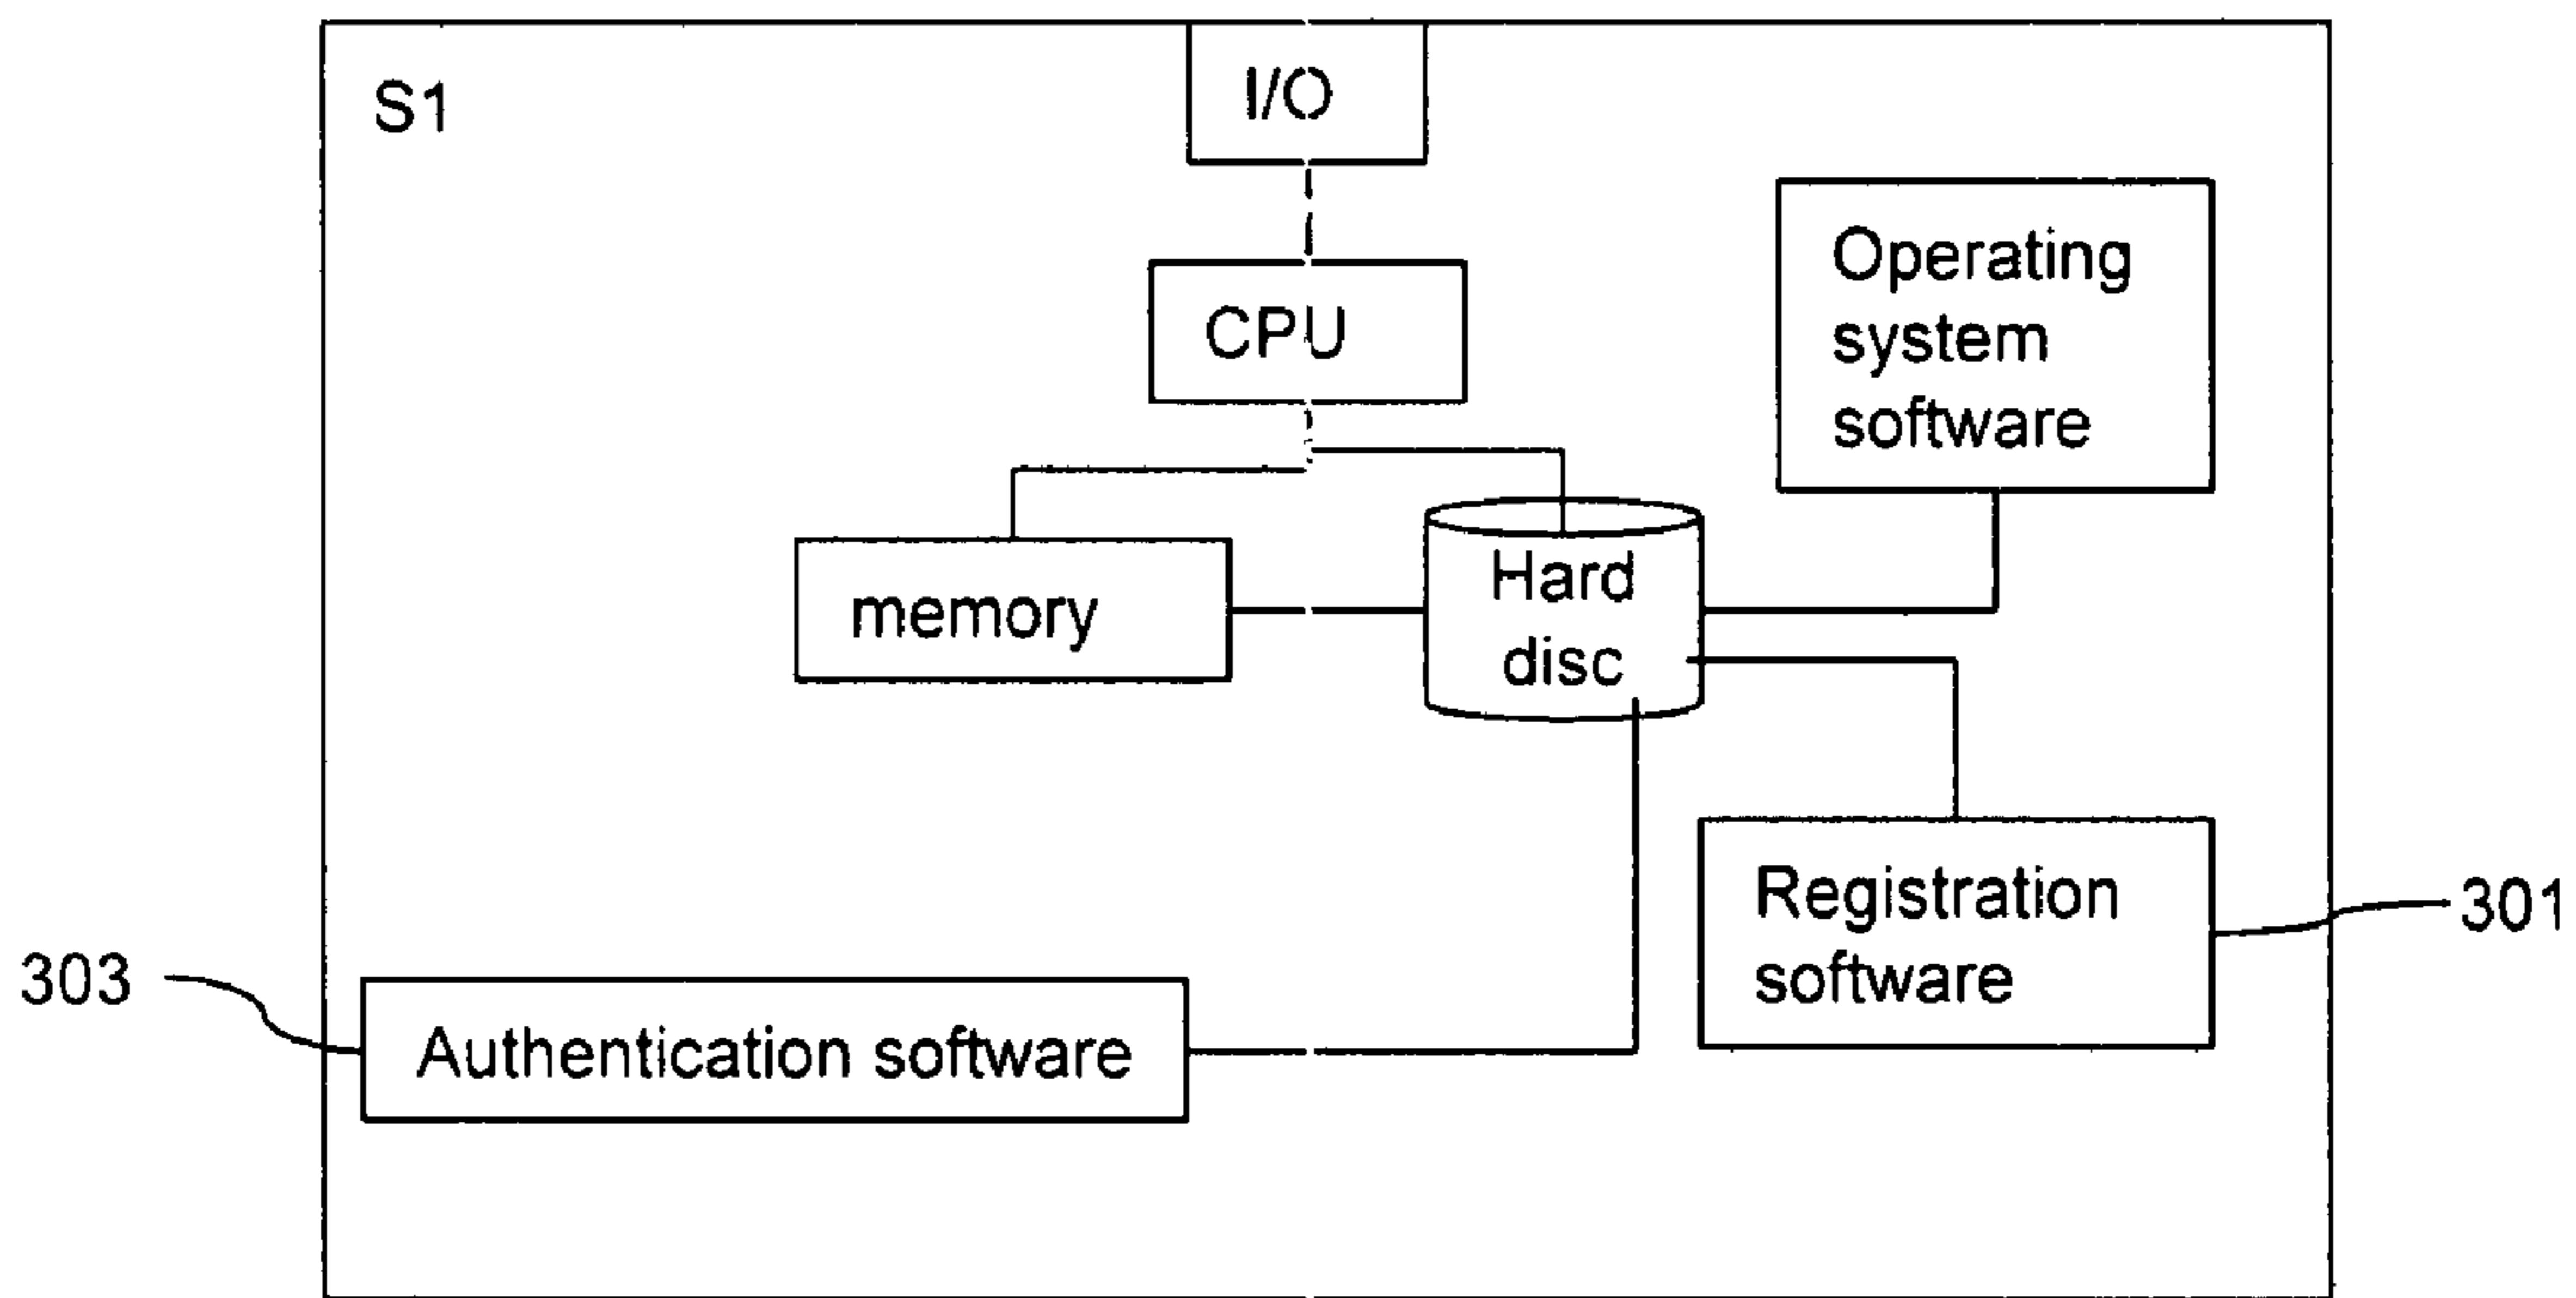 S1
I/O
CPU
Operating
system
software
memory
Hard
disc
Registration
software
301
303
Authentication software